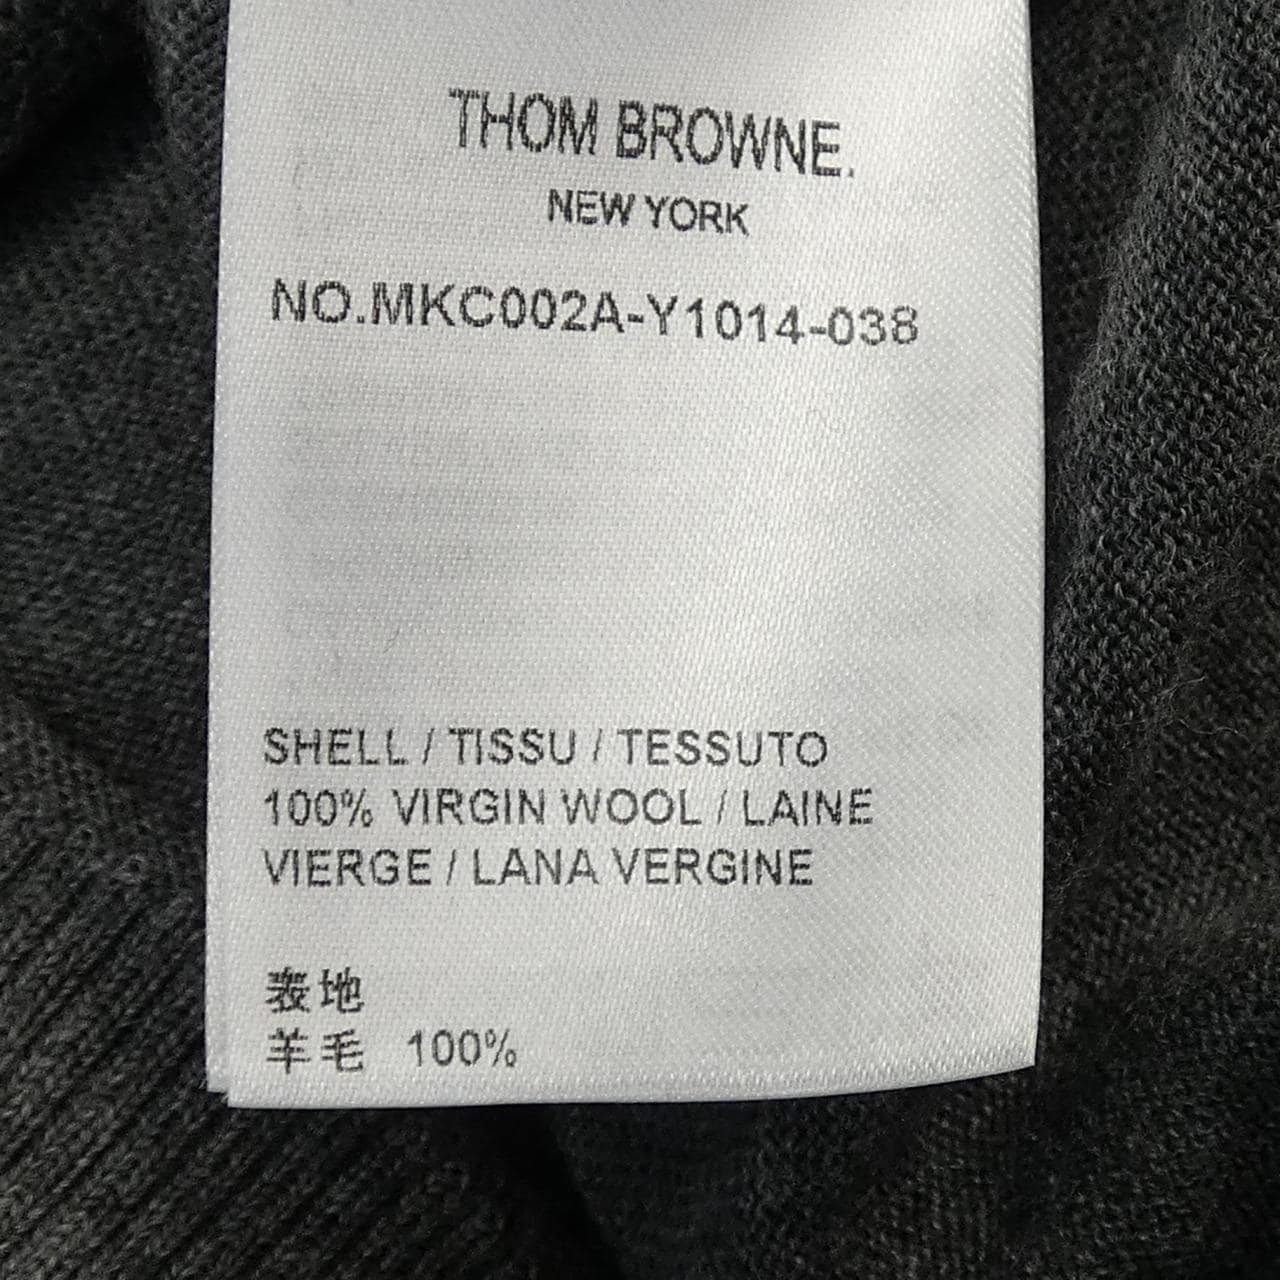 THOM BROWNE.
NEW YORK
NO.MKC002A-Y1014-038
SHELL / TISSU / TESSUTO
100% VIRGIN WOOL / LAINE
VIERGE / LANA VERGINE
表地
羊毛 100%